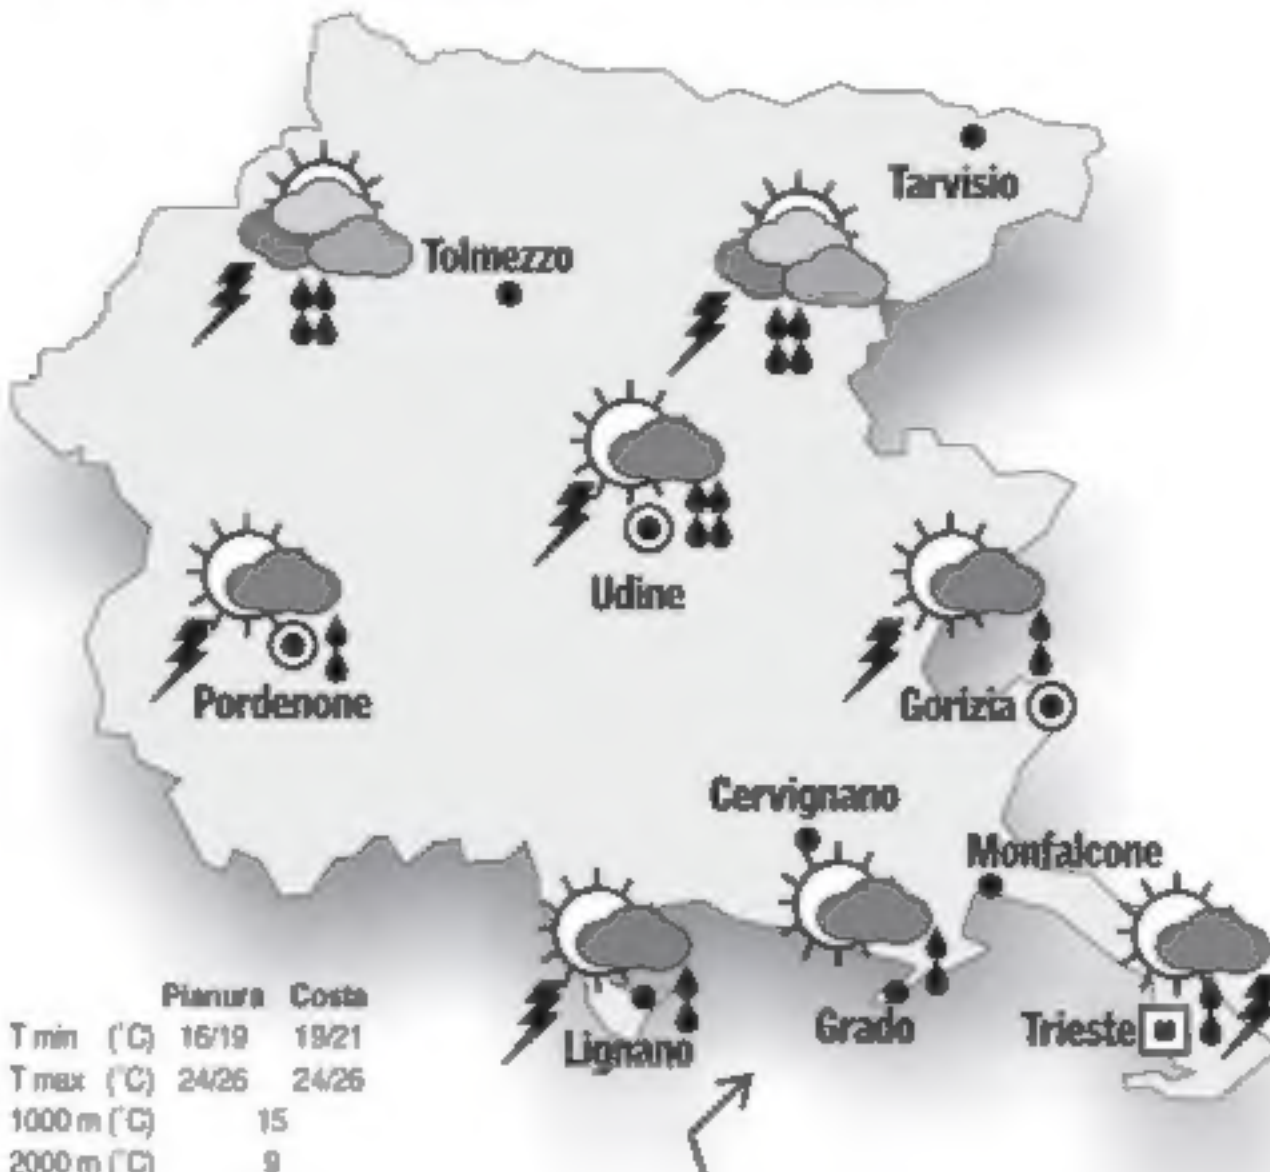 Tarvisio
Tolmezzo
Udine
Pordenone
Gorizia
Cervignano
Monfalcone
Lignano
Grado
Trieste
Pianura Costa
T min (°C) 16/19 19/21
T max (°C) 24/26 24/26
1000 m (°C) 15
2000 m (°C) 9